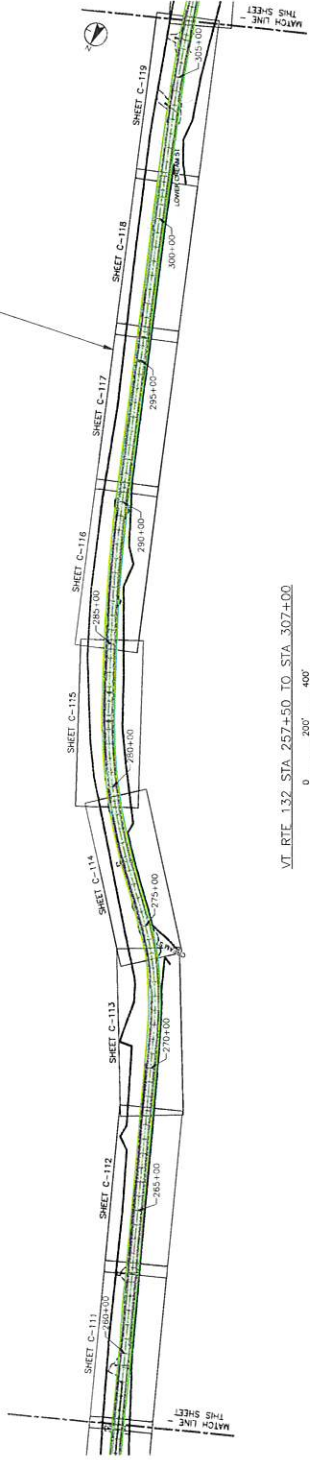 MATCH LINE -
THIS SHEET
N
SHEET C-119
305+00
LOWER CREAM ST
SHEET C-118
300+00
SHEET C-117
295+00
SHEET C-116
290+00
285+00
SHEET C-115
280+00
SHEET C-114
275+00
CREAM ST
SHEET C-113
270+00
SHEET C-112
265+00
SHEET C-111
260+00
MATCH LINE -
THIS SHEET
VT RTE 132 STA 257+50 TO STA 307+00
0 200' 400'